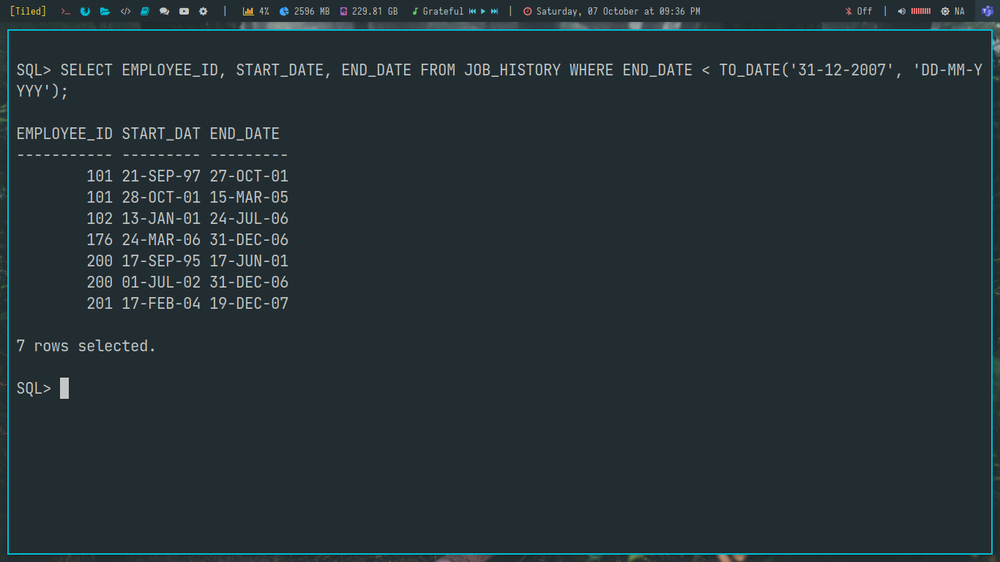 [Tiled] 4% 2596 MB 229.81 GB Grateful | Saturday, 07 October at 09:36 PM Off | NA
SQL> SELECT EMPLOYEE_ID, START_DATE, END_DATE FROM JOB_HISTORY WHERE END_DATE < TO_DATE('31-12-2007', 'DD-MM-Y
YYY');
EMPLOYEE_ID START_DAT END_DATE
----------- --------- ---------
        101 21-SEP-97 27-OCT-01
        101 28-OCT-01 15-MAR-05
        102 13-JAN-01 24-JUL-06
        176 24-MAR-06 31-DEC-06
        200 17-SEP-95 17-JUN-01
        200 01-JUL-02 31-DEC-06
        201 17-FEB-04 19-DEC-07
7 rows selected.
SQL>